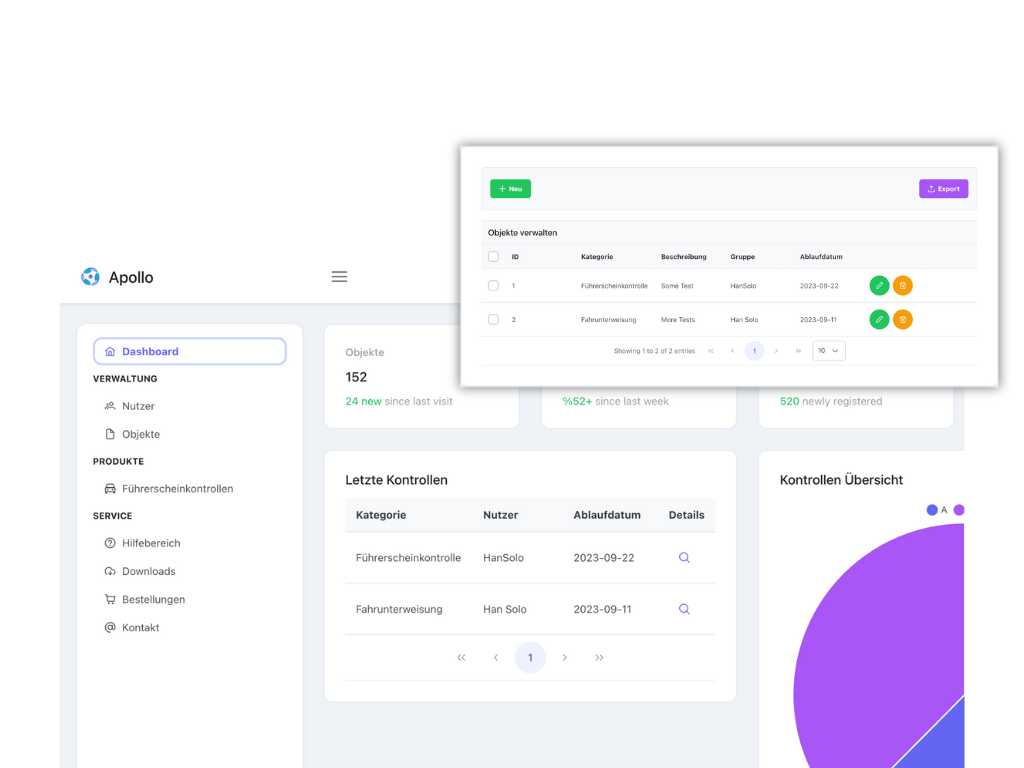 Neu
Export
Objekte verwalten
ID Kategorie Beschreibung Gruppe Ablaufdatum
1 Führerscheinkontrolle Some Test HanSolo 2023-09-22
2 Fahrunterweisung More Tests Han Solo 2023-09-11
Showing 1 to 2 of 2 entries 1 10
Apollo
Dashboard
VERWALTUNG
Nutzer
Objekte
PRODUKTE
Führerscheinkontrollen
SERVICE
Hilfebereich
Downloads
Bestellungen
Kontakt
Objekte
152
24 new since last visit
%52+ since last week
520 newly registered
Letzte Kontrollen
Kategorie Nutzer Ablaufdatum Details
Führerscheinkontrolle HanSolo 2023-09-22
Fahrunterweisung Han Solo 2023-09-11
1
Kontrollen Übersicht
A